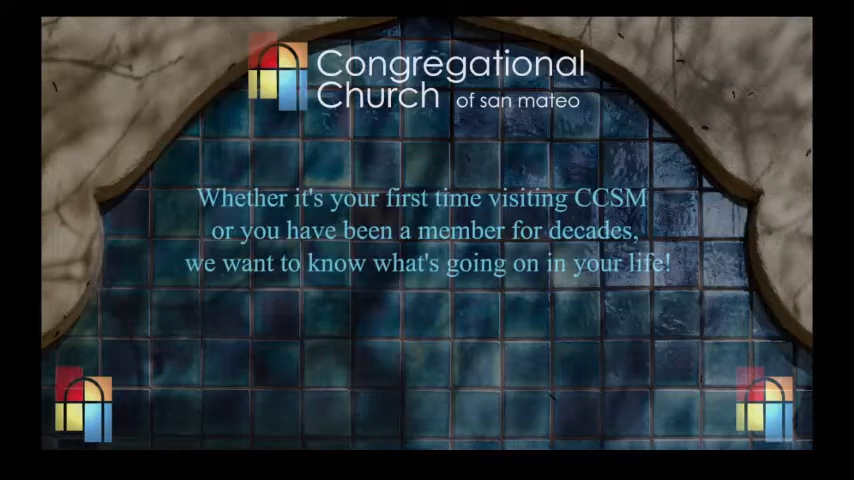 Congregational
Church of san mateo
Whether it's your first time visiting CCSM
or you have been a member for decades,
we want to know what's going on in your life!